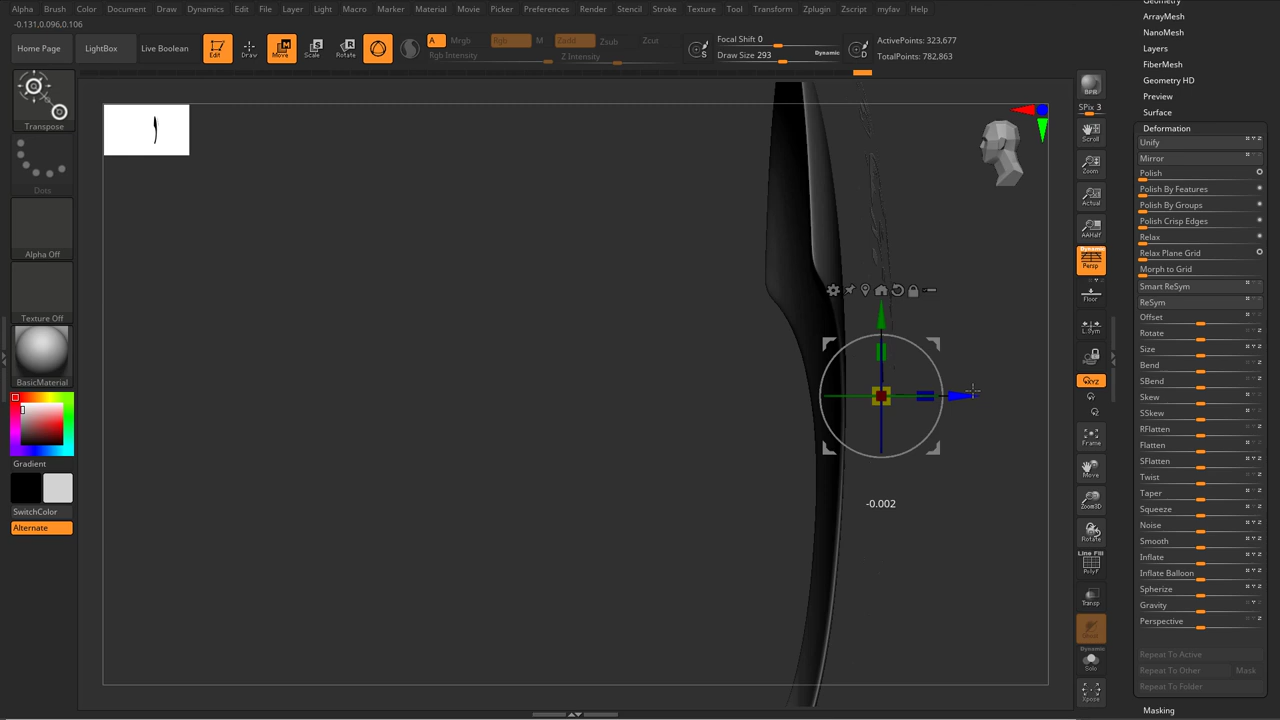 Alpha Brush Color Document Draw Dynamics Edit File Layer Light Macro Marker Material Movie Picker Preferences Render Stencil Stroke Texture Tool Transform Zplugin Zscript myfav Help
-0.131,0.096,0.106
Home Page
LightBox
Live Boolean
Edit
Draw
Move
Scale
Rotate
A
Mrgb
Rgb
M
Zadd
Zsub
Zcut
Rgb Intensity
Z Intensity
S
Focal Shift 0
Draw Size 293
Dynamic
D
ActivePoints: 323,677
TotalPoints: 782,863
Transpose
Dots
Alpha Off
Texture Off
BasicMaterial
Gradient
SwitchColor
Alternate
-0.002
BPR
SPix 3
Scroll
Zoom
Actual
AAHalf
Dynamic
Persp
Floor
L.Sym
XYZ
Frame
Move
Zoom3D
Rotate
Line Fill
PolyF
Transp
Ghost
Dynamic
Solo
Xpose
Geometry
ArrayMesh
NanoMesh
Layers
FiberMesh
Geometry HD
Preview
Surface
Deformation
Unify
Mirror
Polish
Polish By Features
Polish By Groups
Polish Crisp Edges
Relax
Relax Plane Grid
Morph to Grid
Smart ReSym
ReSym
Offset
Rotate
Size
Bend
SBend
Skew
SSkew
RFlatten
Flatten
SFlatten
Twist
Taper
Squeeze
Noise
Smooth
Inflate
Inflate Balloon
Spherize
Gravity
Perspective
Repeat To Active
Repeat To Other Mask
Repeat To Folder
Masking